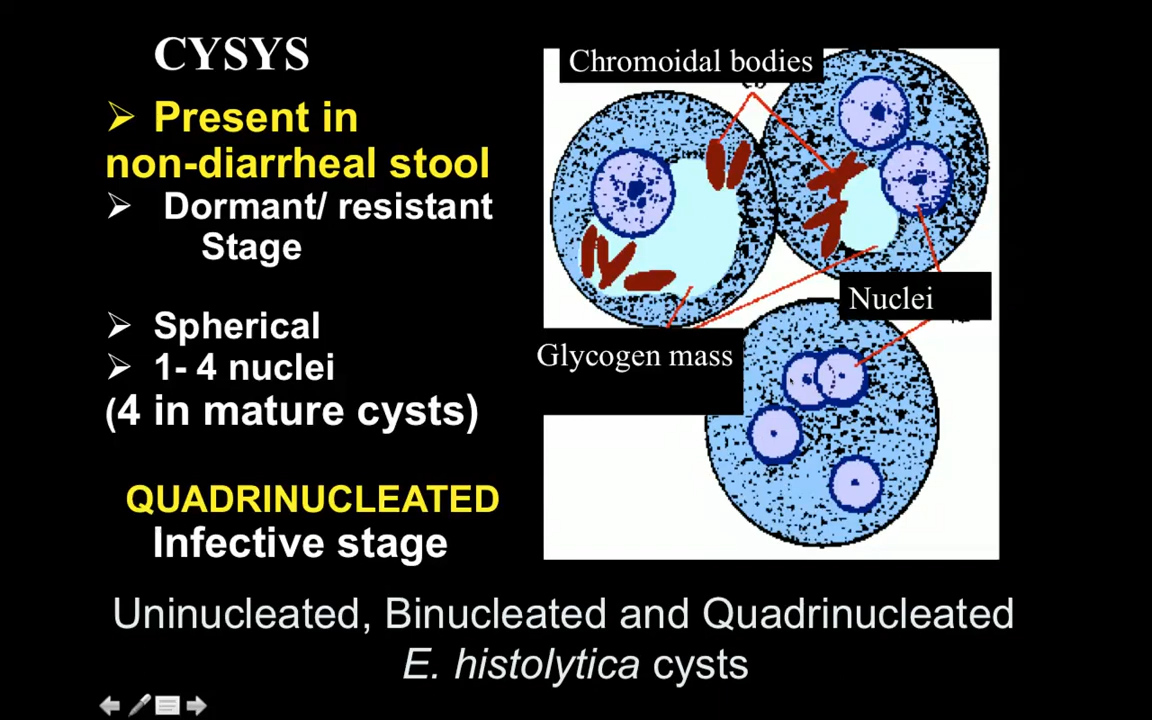 CYSYS
➢ Present in
non-diarrheal stool
➢ Dormant/ resistant
Stage
➢ Spherical
➢ 1- 4 nuclei
(4 in mature cysts)
QUADRINUCLEATED
Infective stage
Chromoidal bodies
Nuclei
Glycogen mass
Uninucleated, Binucleated and Quadrinucleated
E. histolytica cysts